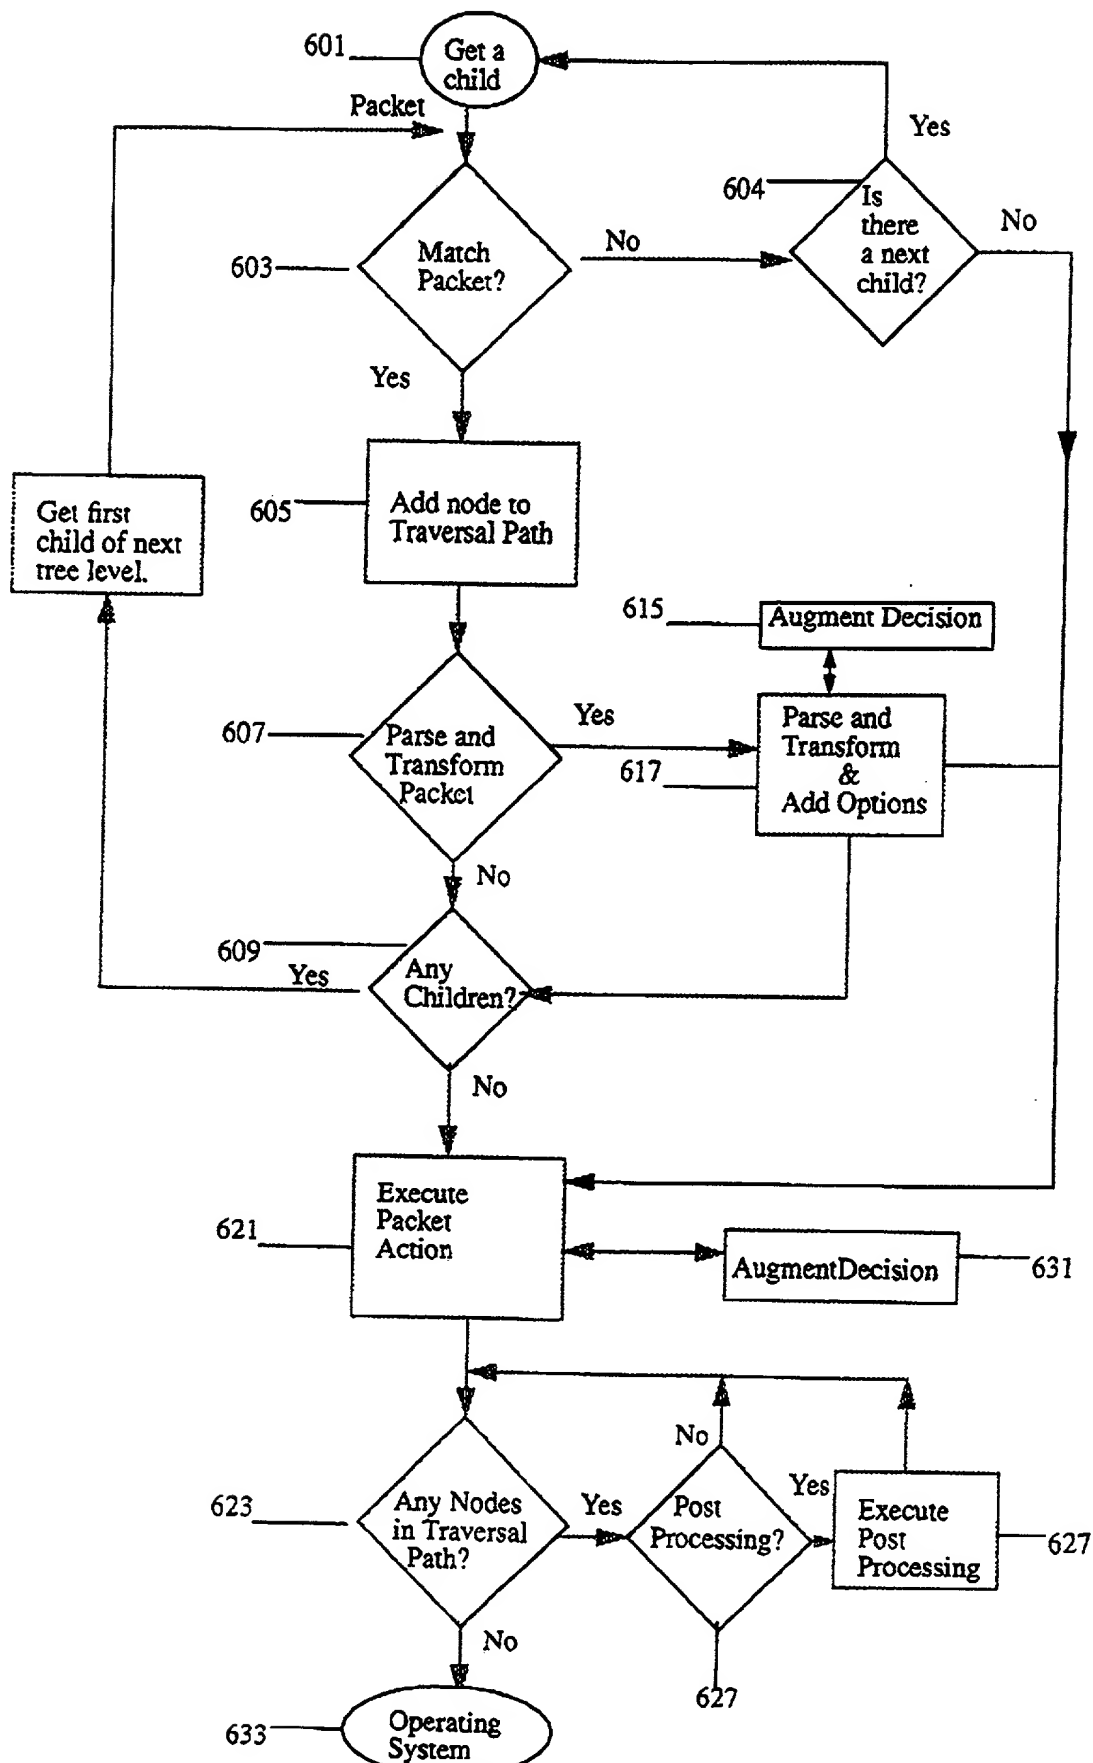 601
Get a
child
Packet
Yes
604
Is
there
a next
child?
No
603
Match
Packet?
No
Yes
605
Add node to
Traversal Path
Get first
child of next
tree level.
615
Augment Decision
607
Parse and
Transform
Packet
Yes
617
Parse and
Transform
&
Add Options
No
609
Yes
Any
Children?
No
621
Execute
Packet
Action
AugmentDecision
631
623
Any Nodes
in Traversal
Path?
Yes
No
Post
Processing?
Yes
Execute
Post
Processing
627
627
No
633
Operating
System